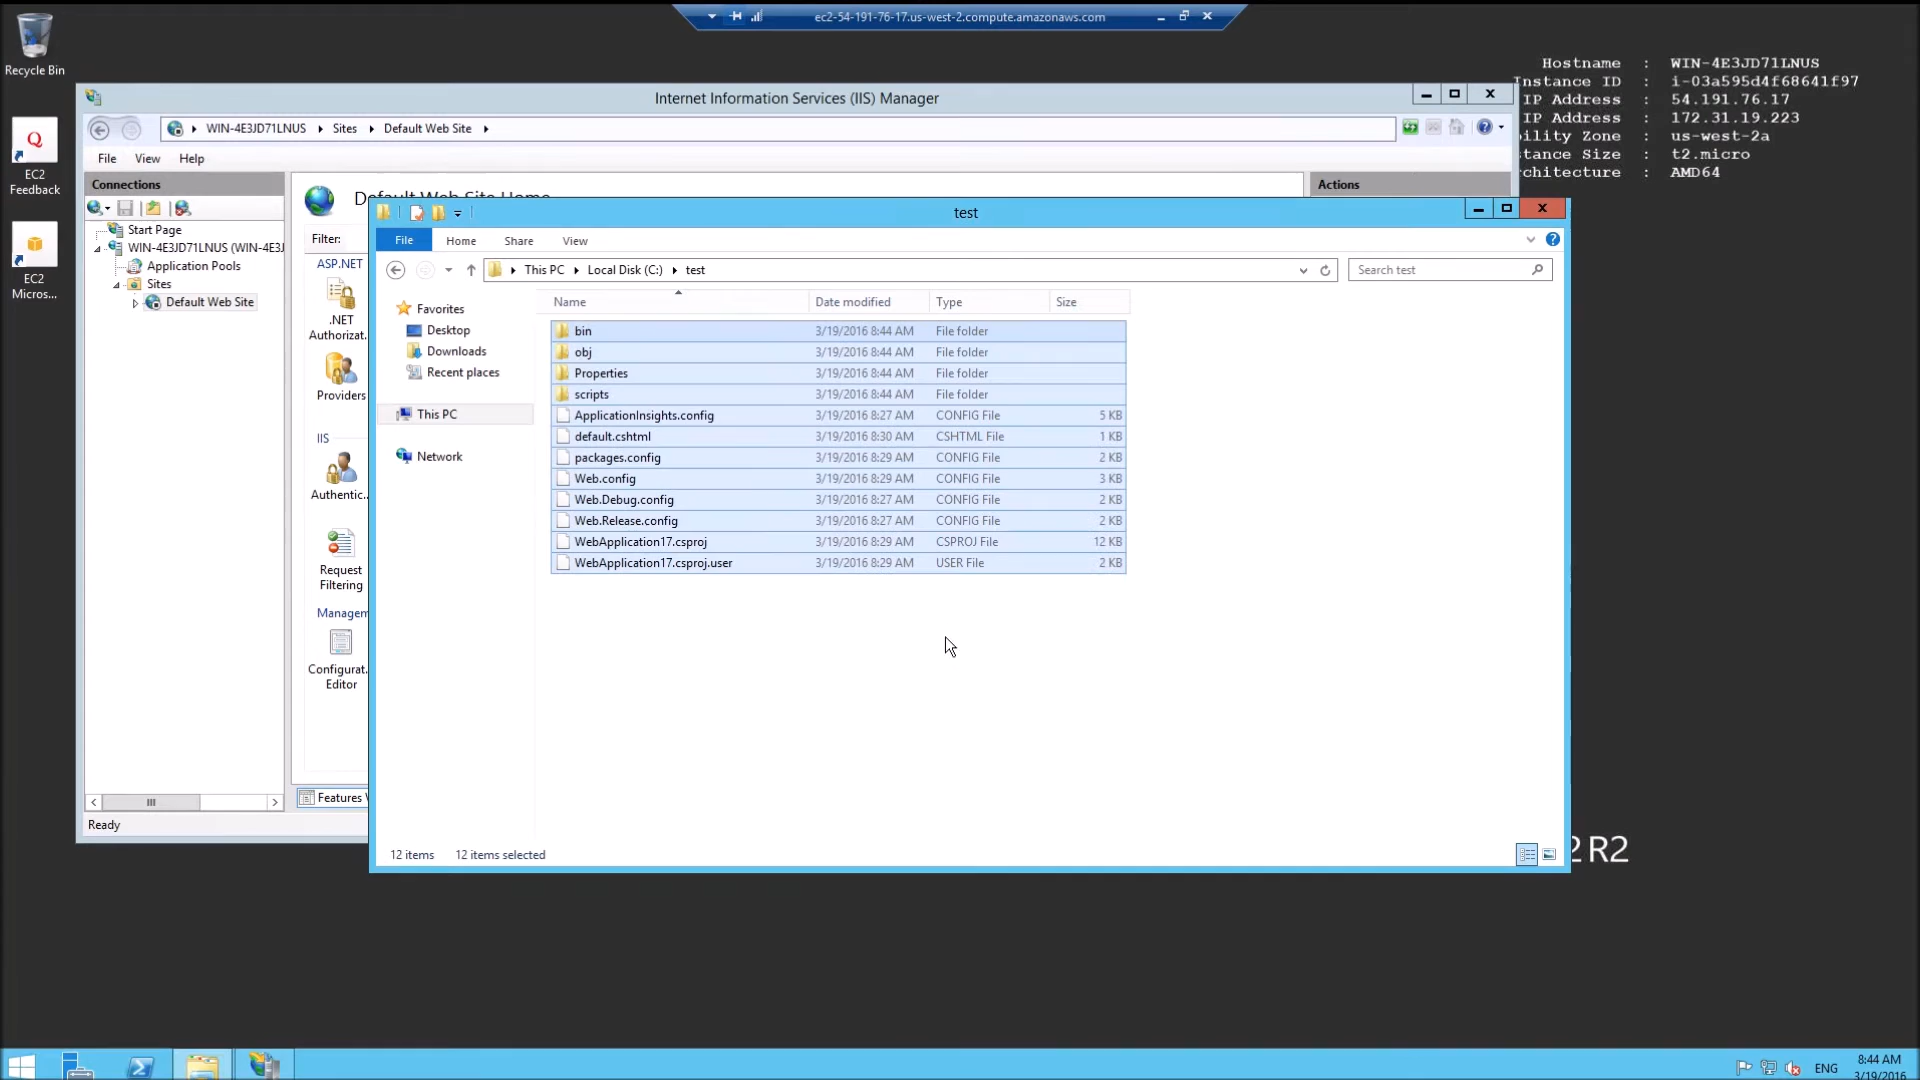 ec2-54-191-76-17.us-west-2.compute.amazonaws.com
Recycle Bin
EC2
Feedback
EC2
Micros...
Hostname : WIN-4E3JD71LNUS
Instance ID : i-03a595d4f68641f97
IP Address : 54.191.76.17
IP Address : 172.31.19.223
bility Zone : us-west-2a
stance Size : t2.micro
chitecture : AMD64
Internet Information Services (IIS) Manager
WIN-4E3JD71LNUS Sites Default Web Site
File View Help
Connections
Start Page
WIN-4E3JD71LNUS (WIN-4E3J
Application Pools
Sites
Default Web Site
Ready
Default Web Site Home
Actions
Filter:
ASP.NET
.NET
Authorizat.
Providers
IIS
Authentic..
Request
Filtering
Managem
Configurat.
Editor
Features
test
File Home Share View
This PC Local Disk (C:) test
Search test
Favorites
Desktop
Downloads
Recent places
This PC
Network
Name Date modified Type Size
bin 3/19/2016 8:44 AM File folder
obj 3/19/2016 8:44 AM File folder
Properties 3/19/2016 8:44 AM File folder
scripts 3/19/2016 8:44 AM File folder
ApplicationInsights.config 3/19/2016 8:27 AM CONFIG File 5 KB
default.cshtml 3/19/2016 8:30 AM CSHTML File 1 KB
packages.config 3/19/2016 8:29 AM CONFIG File 2 KB
Web.config 3/19/2016 8:29 AM CONFIG File 3 KB
Web.Debug.config 3/19/2016 8:27 AM CONFIG File 2 KB
Web.Release.config 3/19/2016 8:27 AM CONFIG File 2 KB
WebApplication17.csproj 3/19/2016 8:29 AM CSPROJ File 12 KB
WebApplication17.csproj.user 3/19/2016 8:29 AM USER File 2 KB
12 items 12 items selected
2 R2
ENG
8:44 AM
3/19/2016